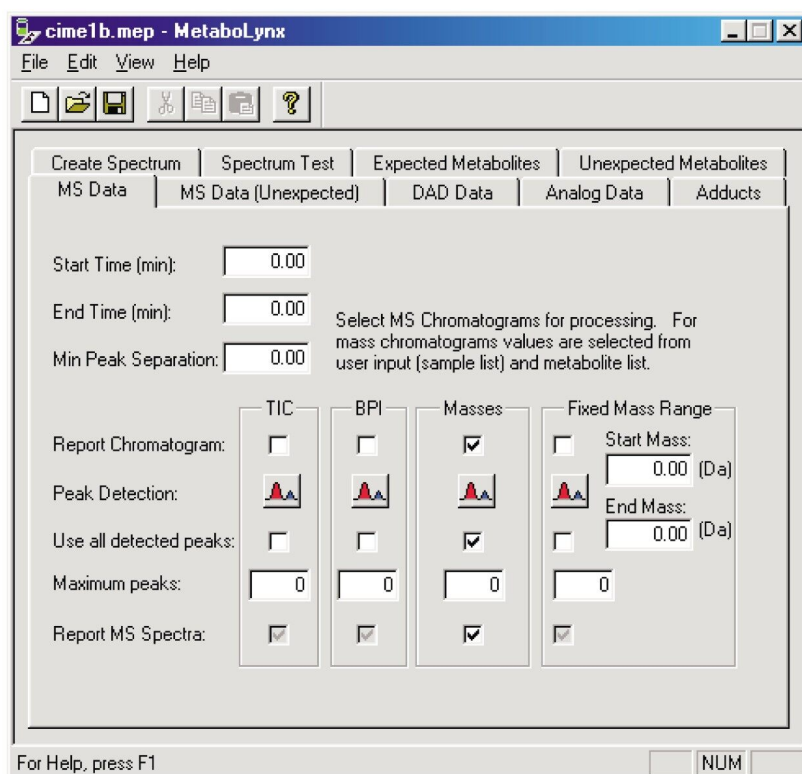 cime1b.mep - MetaboLynx
File Edit View Help
Create Spectrum Spectrum Test Expected Metabolites Unexpected Metabolites
MS Data MS Data (Unexpected) DAD Data Analog Data Adducts
Start Time (min): 0.00
End Time (min): 0.00
Min Peak Separation: 0.00
Select MS Chromatograms for processing. For
mass chromatograms values are selected from
user input (sample list) and metabolite list.
TIC BPI Masses Fixed Mass Range
Report Chromatogram: Start Mass:
0.00 (Da)
Peak Detection:
End Mass:
0.00 (Da)
Use all detected peaks:
Maximum peaks: 0 0 0 0
Report MS Spectra:
For Help, press F1 NUM